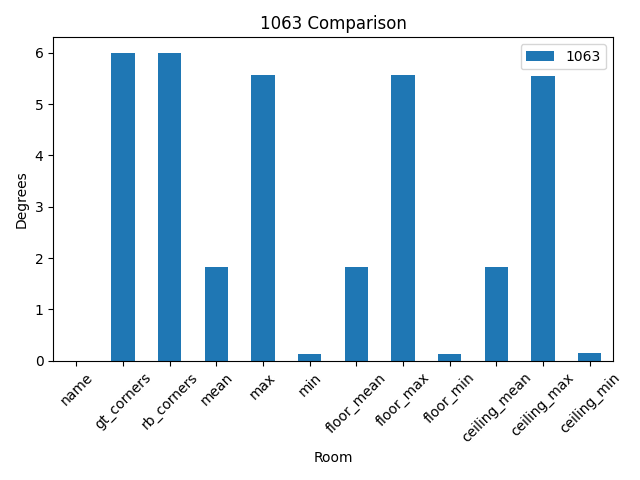 1063 Comparison
1063
Degrees
6
5
4
3
2
1
0
name
gt_corners
rb_corners
mean
max
min
floor_mean
floor_max
floor_min
ceiling_mean
ceiling_max
ceiling_min
Room